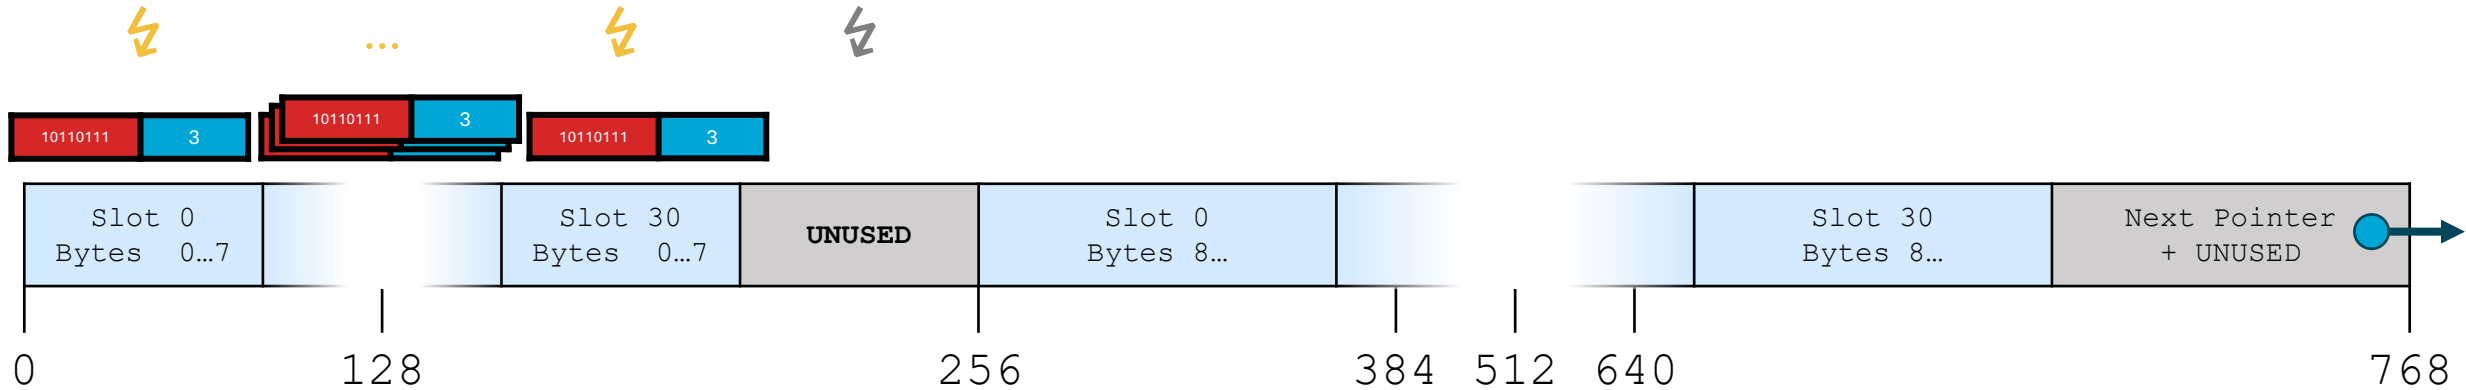 ...
10110111 3
10110111 3
10110111 3
Slot 0
Bytes 0…7
Slot 30
Bytes 0…7
UNUSED
Slot 0
Bytes 8…
Slot 30
Bytes 8…
Next Pointer
+ UNUSED
0 128 256 384 512 640 768